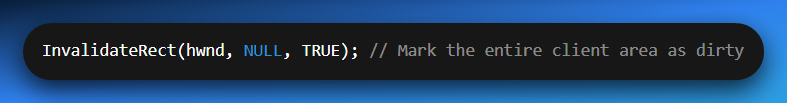 InvalidateRect(hwnd, NULL, TRUE); // Mark the entire client area as dirty